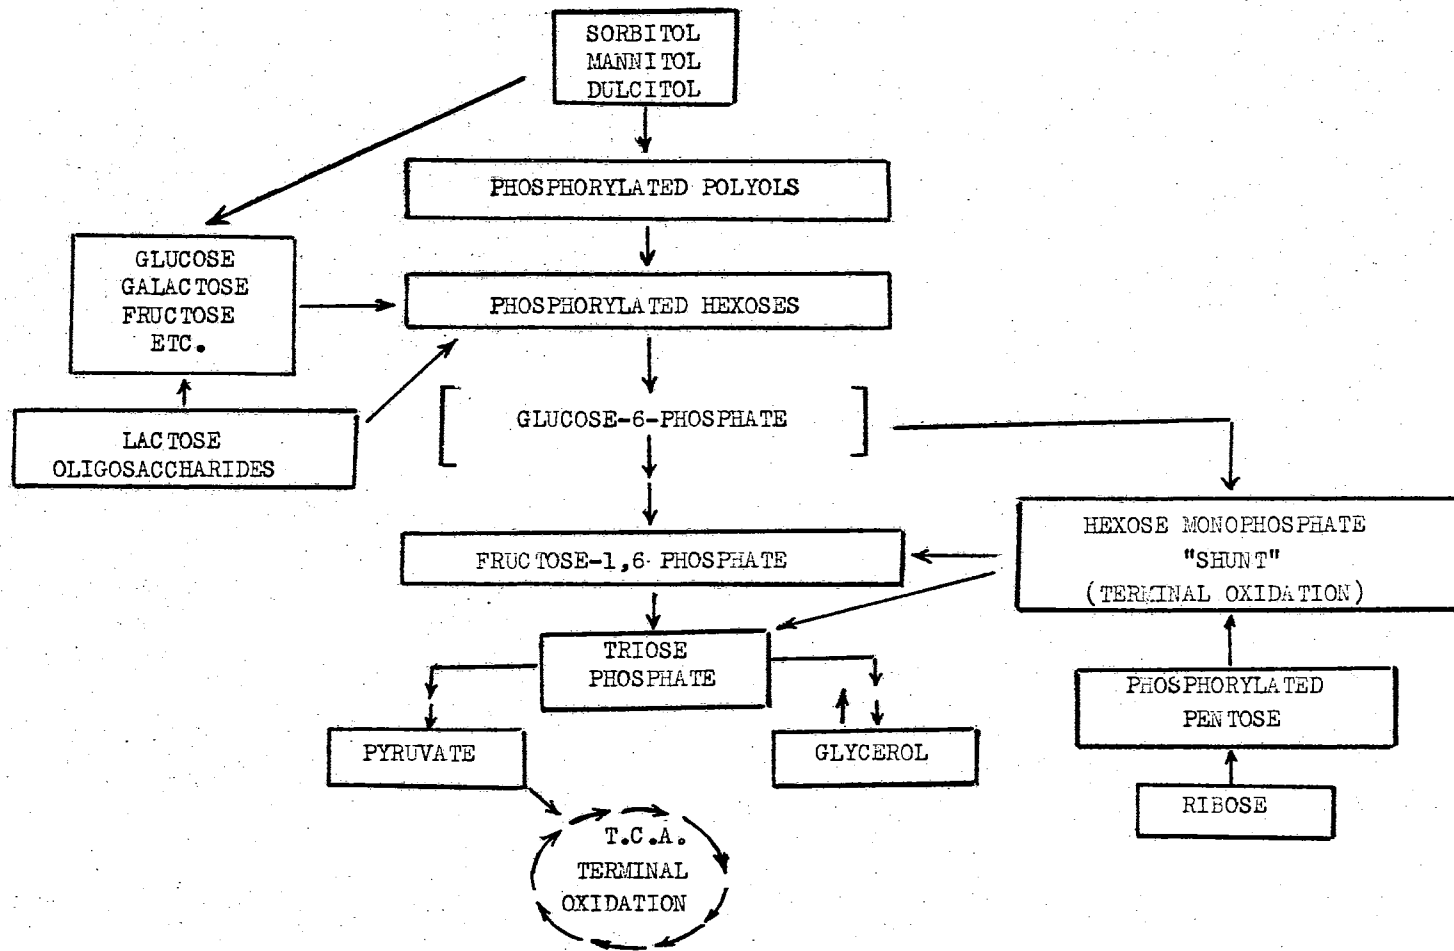 SORBITOL
MANNITOL
DULCITOL
PHOSPHORYLATED POLYOLS
GLUCOSE
GALACTOSE
FRUCTOSE
ETC.
PHOSPHORYLATED HEXOSES
GLUCOSE-6-PHOSPHATE
LACTOSE
OLIGOSACCHARIDES
HEXOSE MONOPHOSPHATE
"SHUNT"
(TERMINAL OXIDATION)
FRUCTOSE-1,6 PHOSPHATE
TRIOSE
PHOSPHATE
PHOSPHORYLATED
PENTOSE
PYRUVATE
GLYCEROL
RIBOSE
T.C.A.
TERMINAL
OXIDATION